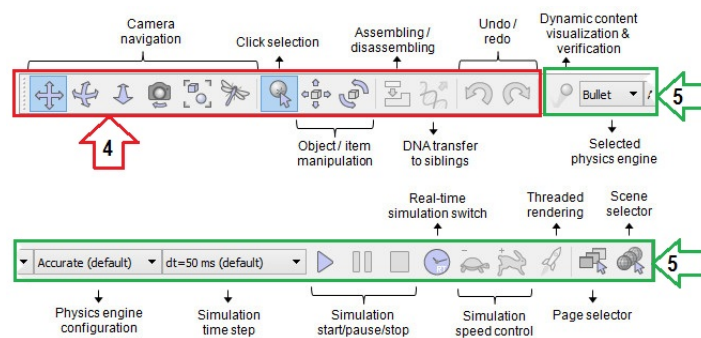 Camera
navigation
Click selection
Assembling /
disassembling
Undo /
redo
Dynamic content
visualization &
verification
Bullet
5
4
Object / item
manipulation
DNA transfer
to siblings
Selected
physics engine
Real-time
simulation switch
Threaded
rendering
Scene
selector
Accurate (default)
dt=50 ms (default)
RT
5
Physics engine
configuration
Simulation
time step
Simulation
start/pause/stop
Simulation
speed control
Page selector